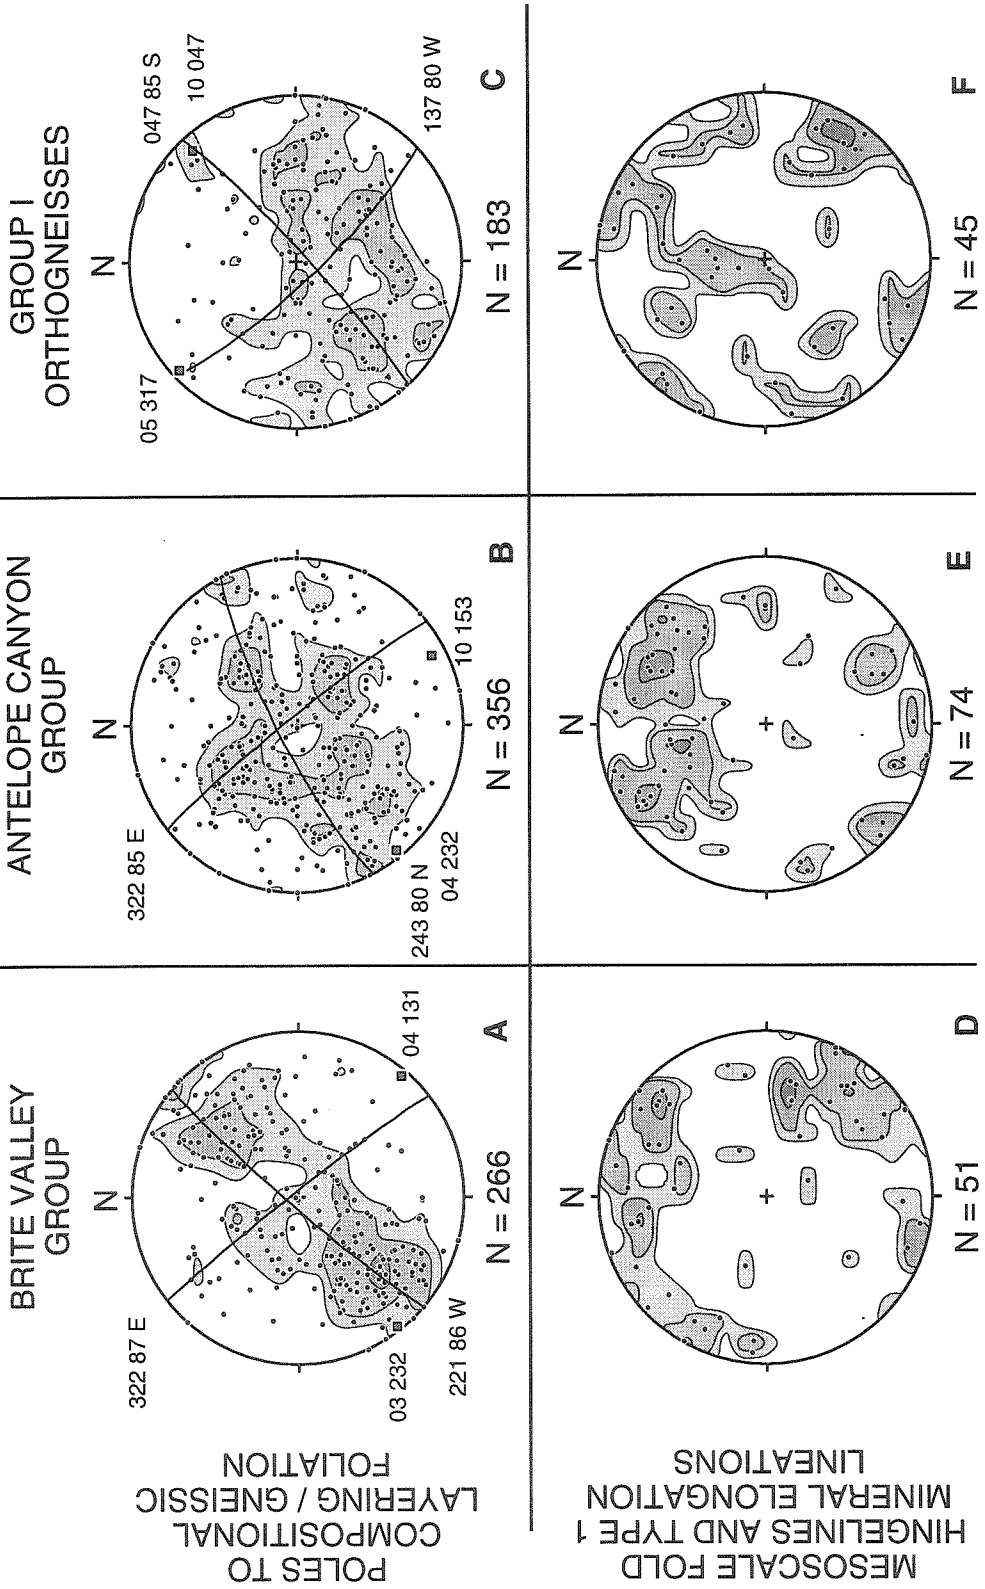 BRITE VALLEY
GROUP
ANTELOPE CANYON
GROUP
GROUP I
ORTHOGNEISSES
POLES TO
COMPOSITIONAL
LAYERING / GNEISSIC
FOLIATION
N
322 87 E
04 131
03 232
221 86 W
N = 266
A
N
322 85 E
10 153
243 80 N
04 232
N = 356
B
N
05 317
047 85 S
10 047
137 80 W
N = 183
C
MESOSCALE FOLD
HINGELINES AND TYPE 1
MINERAL ELONGATION
LINEATIONS
N
N = 51
D
N
N = 74
E
N
N = 45
F